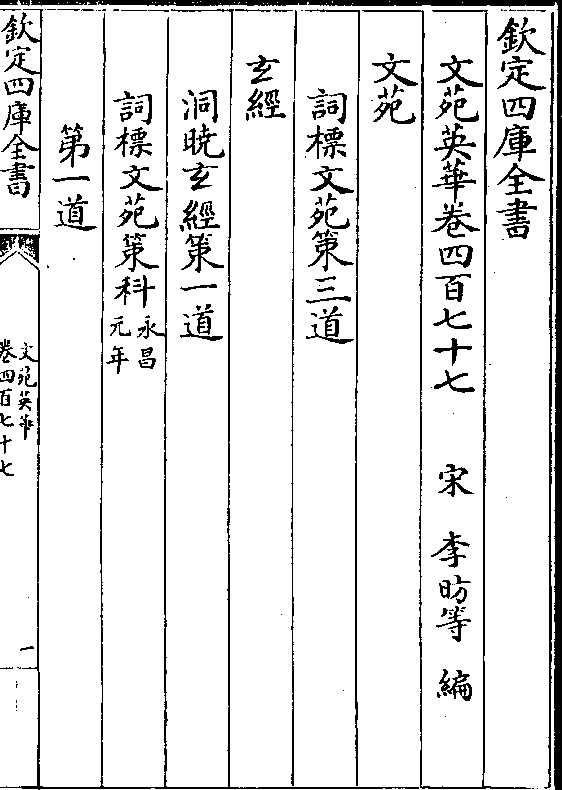 欽定四庫全書
文苑英華卷四百七十七 宋 李昉等 編
文苑
詞標文苑策三道
玄經
洞曉玄經策一道
詞標文苑策科永昌元年
第一道
欽定四庫全書
文苑英華
卷四百七十七
一